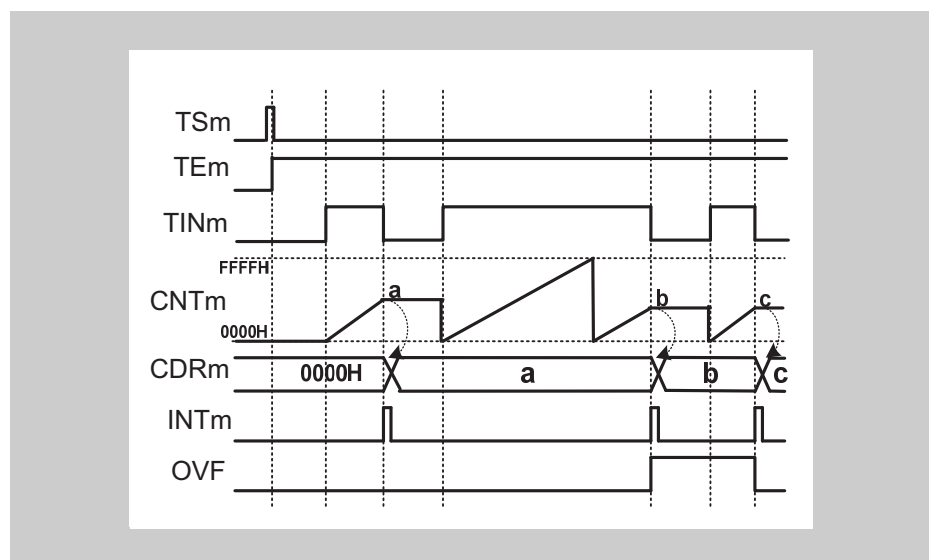 TSm
TEm
TINm
FFFFH
CNTm
a
b
c
0000H
CDRm
0000H
a
b
c
INTm
OVF